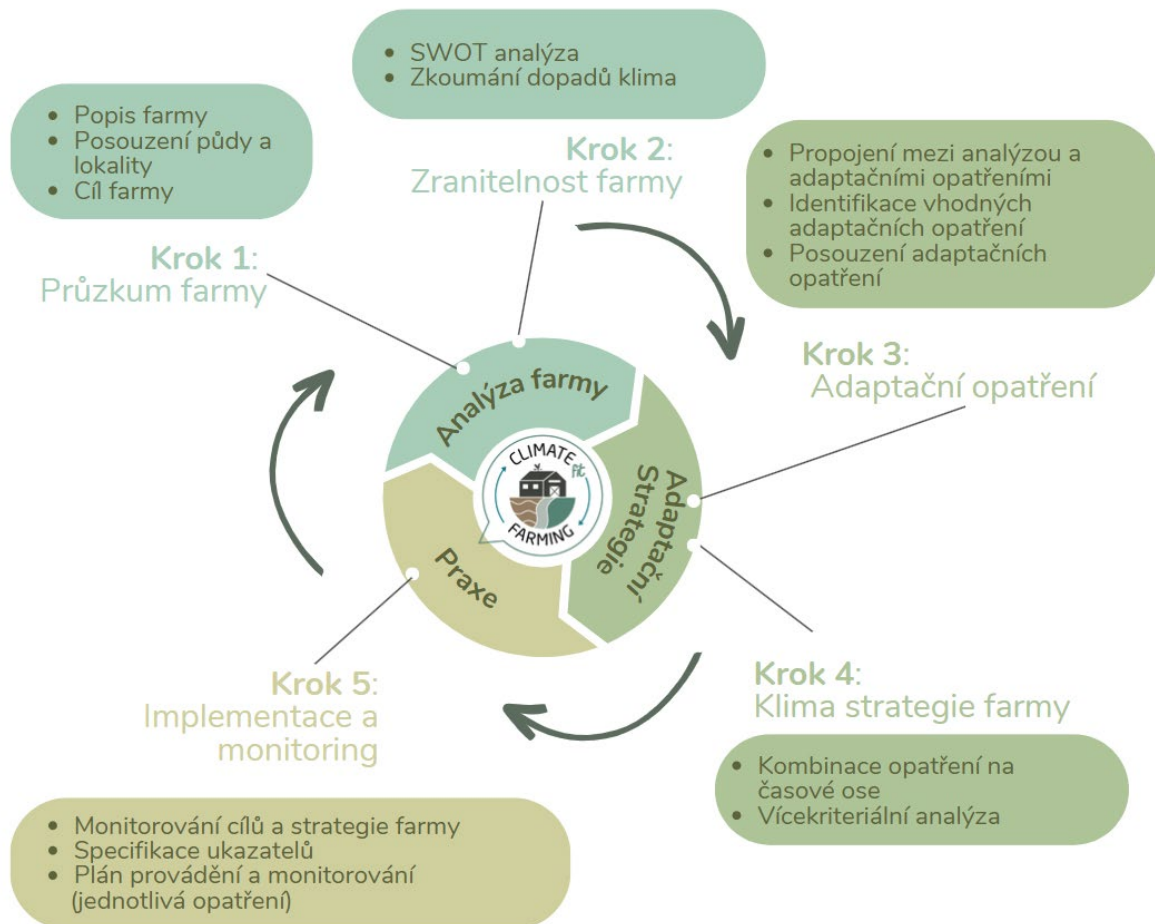 • SWOT analýza
• Zkoumání dopadů klima
• Popis farmy
• Posouzení půdy a
lokality
• Cíl farmy
Krok 2:
Zranitelnost farmy
• Propojení mezi analýzou a
adaptačními opatřeními
• Identifikace vhodných
adaptačních opatření
• Posouzení adaptačních
opatření
Krok 1:
Průzkum farmy
Krok 3:
Adaptační opatření
Analýza farmy
CLIMATE
fit
FARMING
Adaptační
Strategie
Praxe
Krok 4:
Klima strategie farmy
• Kombinace opatření na
časové ose
• Vícekriteriální analýza
Krok 5:
Implementace a
monitoring
• Monitorování cílů a strategie farmy
• Specifikace ukazatelů
• Plán provádění a monitorování
(jednotlivá opatření)